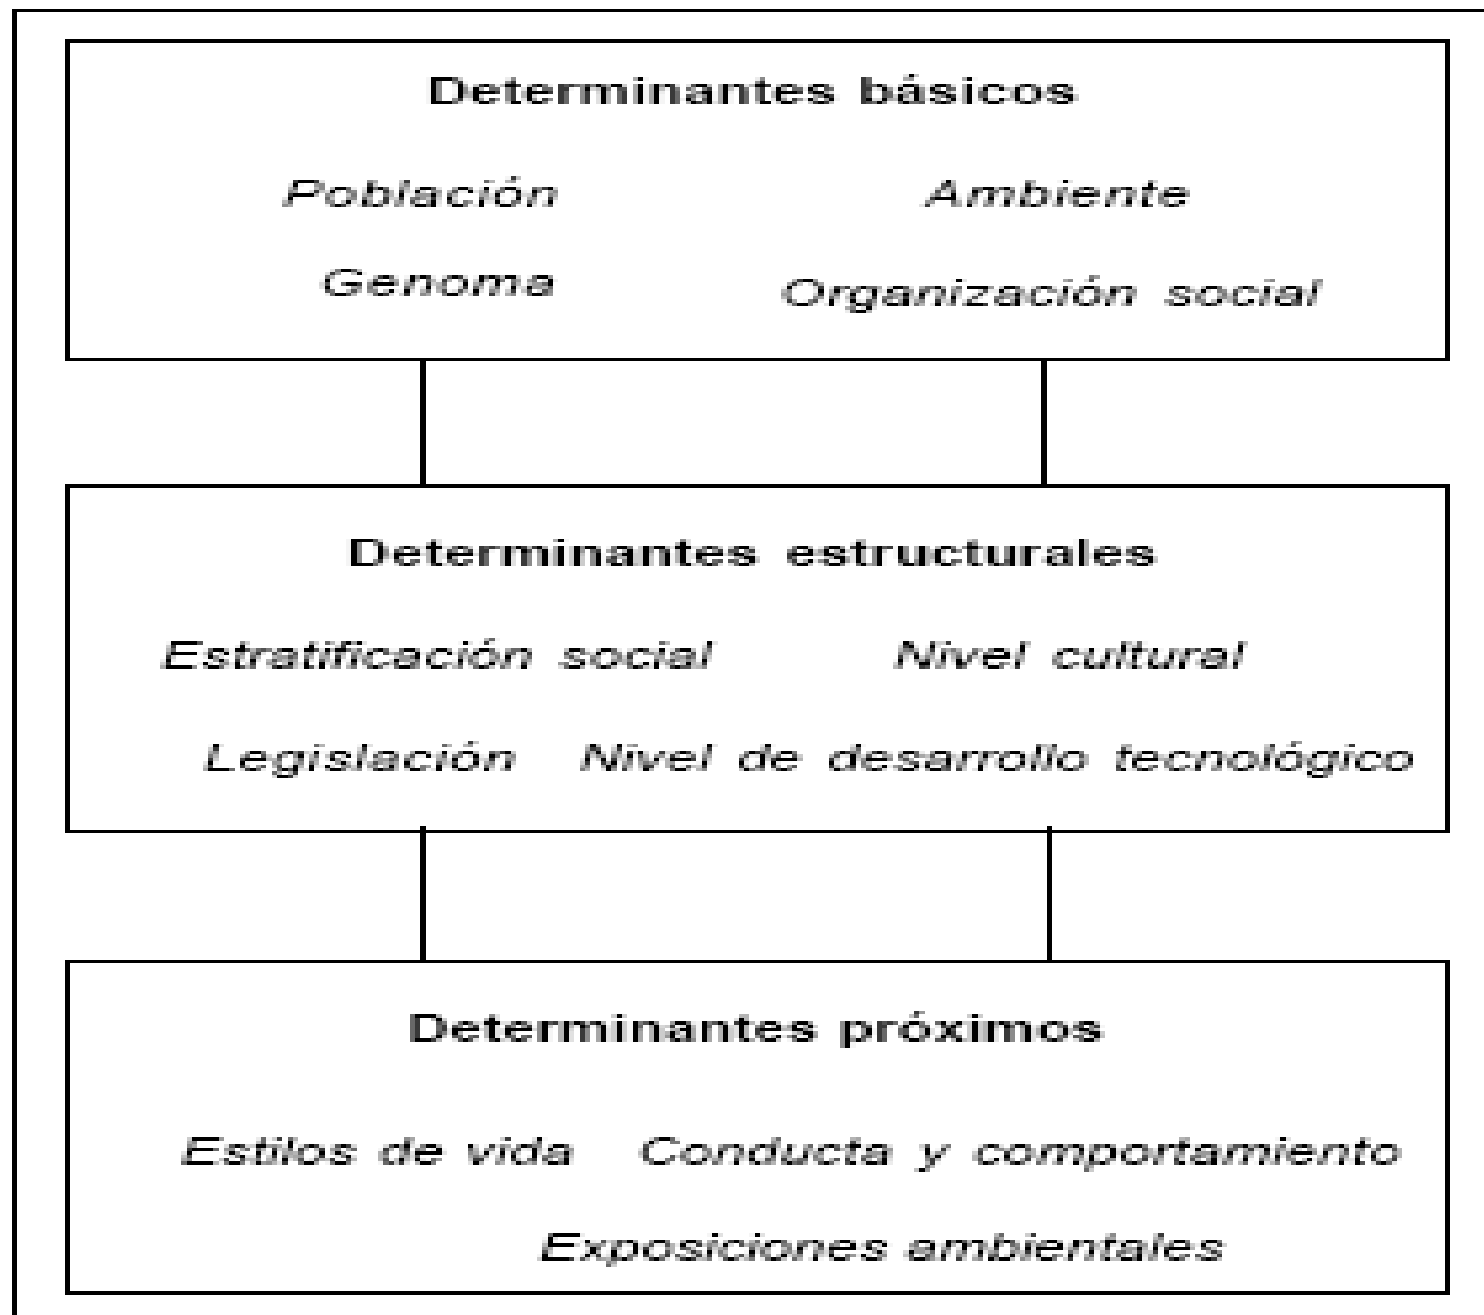 Determinantes básicos
Población Ambiente
Genoma Organización social
Determinantes estructurales
Estratificación social Nivel cultural
Legislación Nivel de desarrollo tecnológico
Determinantes próximos
Estilos de vida Conducta y comportamiento
Exposiciones ambientales